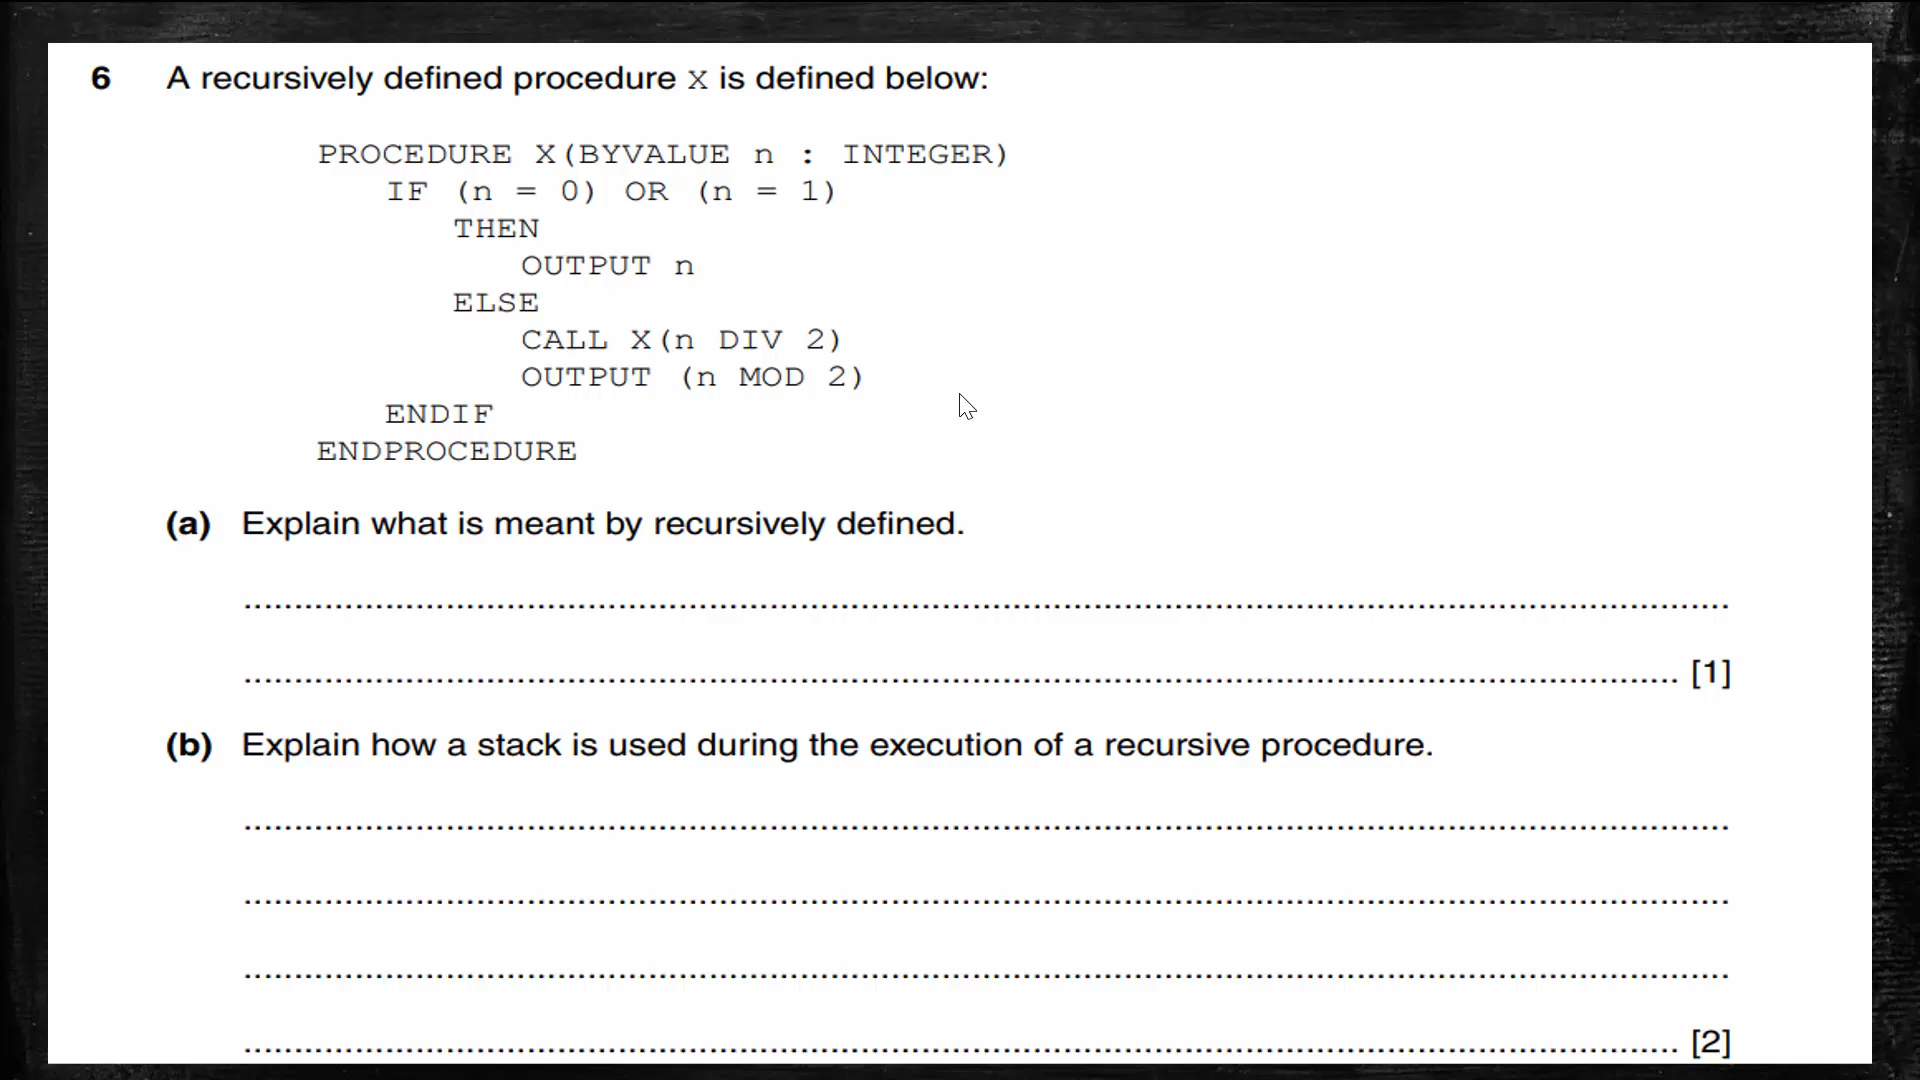 6 A recursively defined procedure X is defined below:
PROCEDURE X(BYVALUE n : INTEGER)
IF (n = 0) OR (n = 1)
THEN
OUTPUT n
ELSE
CALL X(n DIV 2)
OUTPUT (n MOD 2)
ENDIF
ENDPROCEDURE
(a) Explain what is meant by recursively defined.
[1]
(b) Explain how a stack is used during the execution of a recursive procedure.
[2]